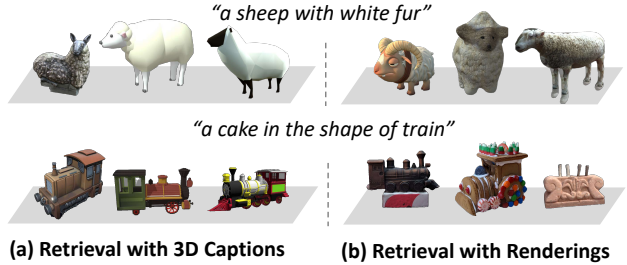 “a sheep with white fur”
“a cake in the shape of train”
(a) Retrieval with 3D Captions
(b) Retrieval with Renderings